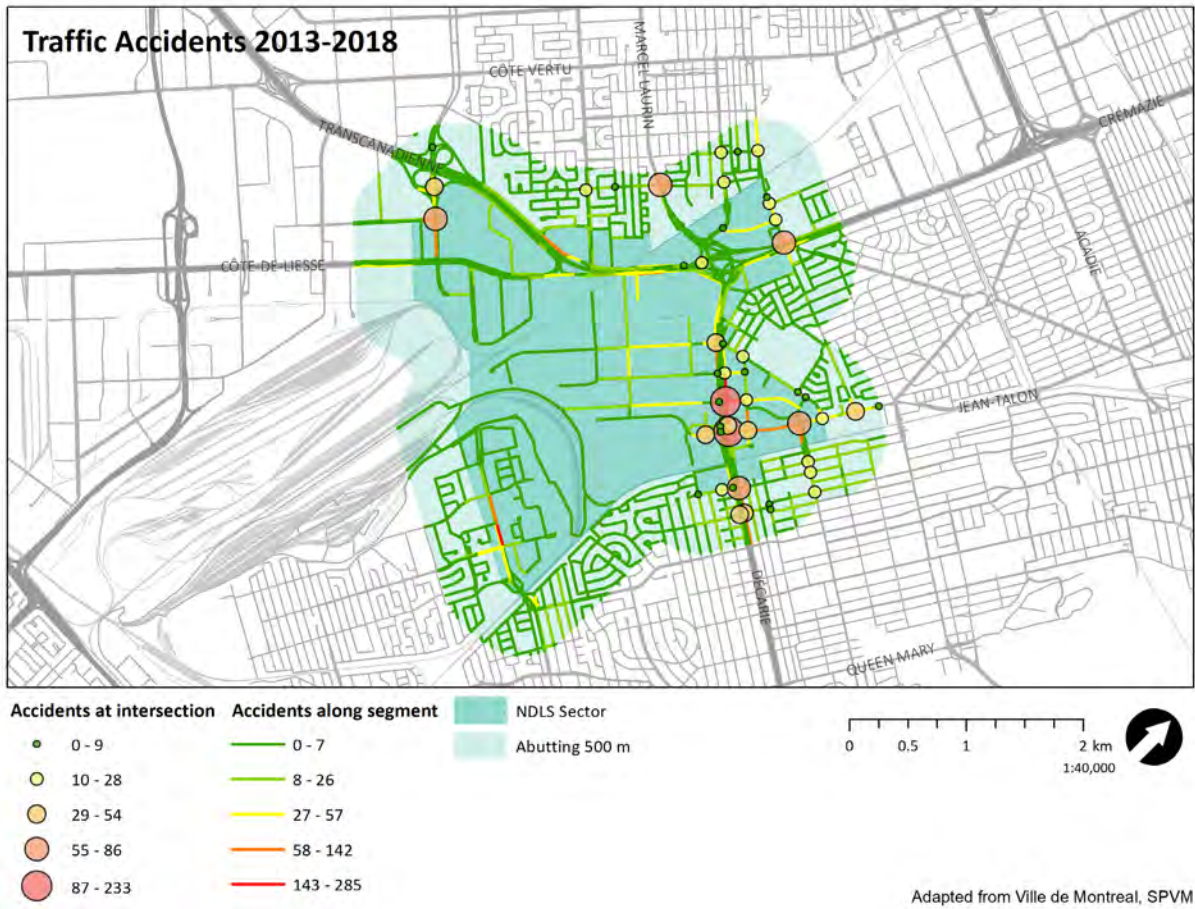 Traffic Accidents 2013-2018
CÔTE VERTU
MARCEL LAURIN
TRANSCANADIENNE
CRÉMAZIE
ACADIE
CÔTE-DE-LIESSE
JEAN-TALON
DÉCARIE
QUEEN MARY
Accidents at intersection
0 - 9
10 - 28
29 - 54
55 - 86
87 - 233
Accidents along segment
0 - 7
8 - 26
27 - 57
58 - 142
143 - 285
NDLS Sector
Abutting 500 m
0 0.5 1 2 km
1:40,000
Adapted from Ville de Montreal, SPVM